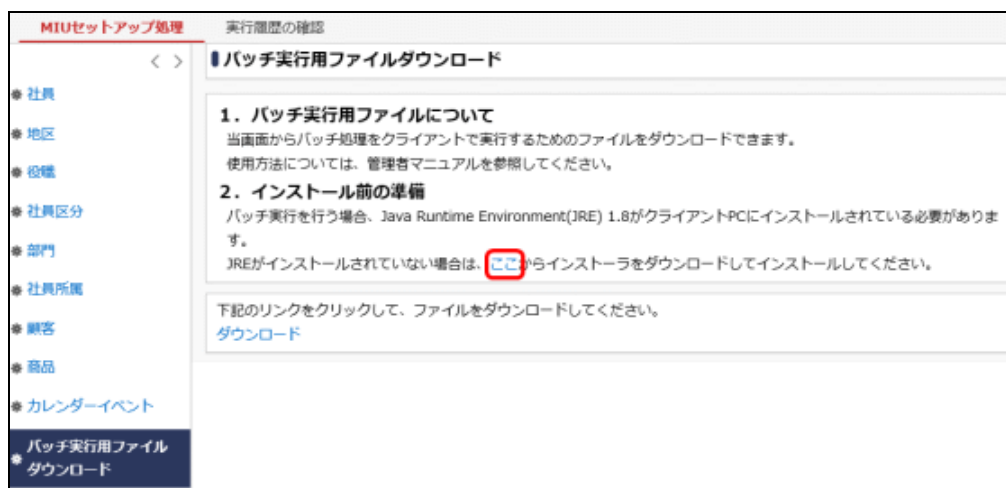 MIUセットアップ処理 実行履歴の確認
バッチ実行用ファイルダウンロード
社員
地区
役職
社員区分
部門
社員所属
顧客
商品
カレンダーイベント
バッチ実行用ファイル
ダウンロード
1. バッチ実行用ファイルについて
当画面からバッチ処理をクライアントで実行するためのファイルをダウンロードできます。
使用方法については、管理者マニュアルを参照してください。
2. インストール前の準備
バッチ実行を行う場合、Java Runtime Environment(JRE) 1.8がクライアントPCにインストールされている必要がありま
す。
JREがインストールされていない場合は、ここからインストーラをダウンロードしてインストールしてください。
下記のリンクをクリックして、ファイルをダウンロードしてください。
ダウンロード